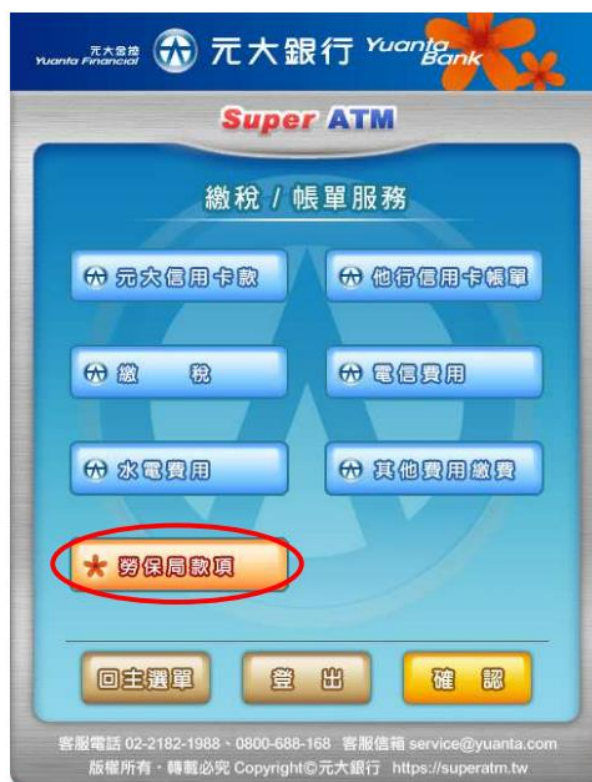 元大金控 Yuanta Financial 元大銀行 Yuanta Bank
Super ATM
繳稅 / 帳單服務
元大信用卡款 他行信用卡帳單
繳 稅 電信費用
水電費用 其他費用繳費
勞保局款項
回主選單 登 出 確 認
客服電話 02-2182-1988、0800-688-168 客服信箱 service@yuanta.com
版權所有・轉載必究 Copyright©元大銀行 https://superatm.tw